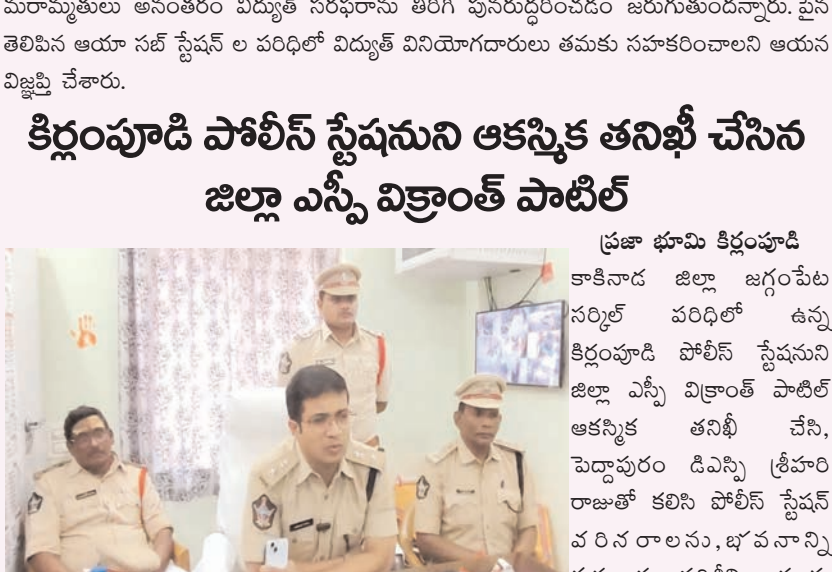 మరామ్మతులు అనంతరం విద్యుత్ సరఫరాను తిరిగి పునరుద్ధరించడం జరుగుతుందన్నారు. పైన
తెలిపిన ఆయా సబ్ స్టేషన్ ల పరిధిలో విద్యుత్ వినియోగదారులు తమకు సహకరించాలని ఆయన
విజ్ఞప్తి చేశారు.
కిర్లంపూడి పోలీస్ స్టేషనుని ఆకస్మిక తనిఖీ చేసిన
జిల్లా ఎస్పీ విక్రాంత్ పాటిల్
ప్రజా భూమి కిర్లంపూడి
కాకినాడ జిల్లా జగ్గంపేట
సర్కిల్ పరిధిలో ఉన్న
కిర్లంపూడి పోలీస్ స్టేషనుని
జిల్లా ఎస్పీ విక్రాంత్ పాటిల్
ఆకస్మిక తనిఖీ చేసి,
పెద్దాపురం డిఎస్పి శ్రీహరి
రాజుతో కలిసి పోలీస్ స్టేషన్
వరిసరాలను,భవనాన్ని